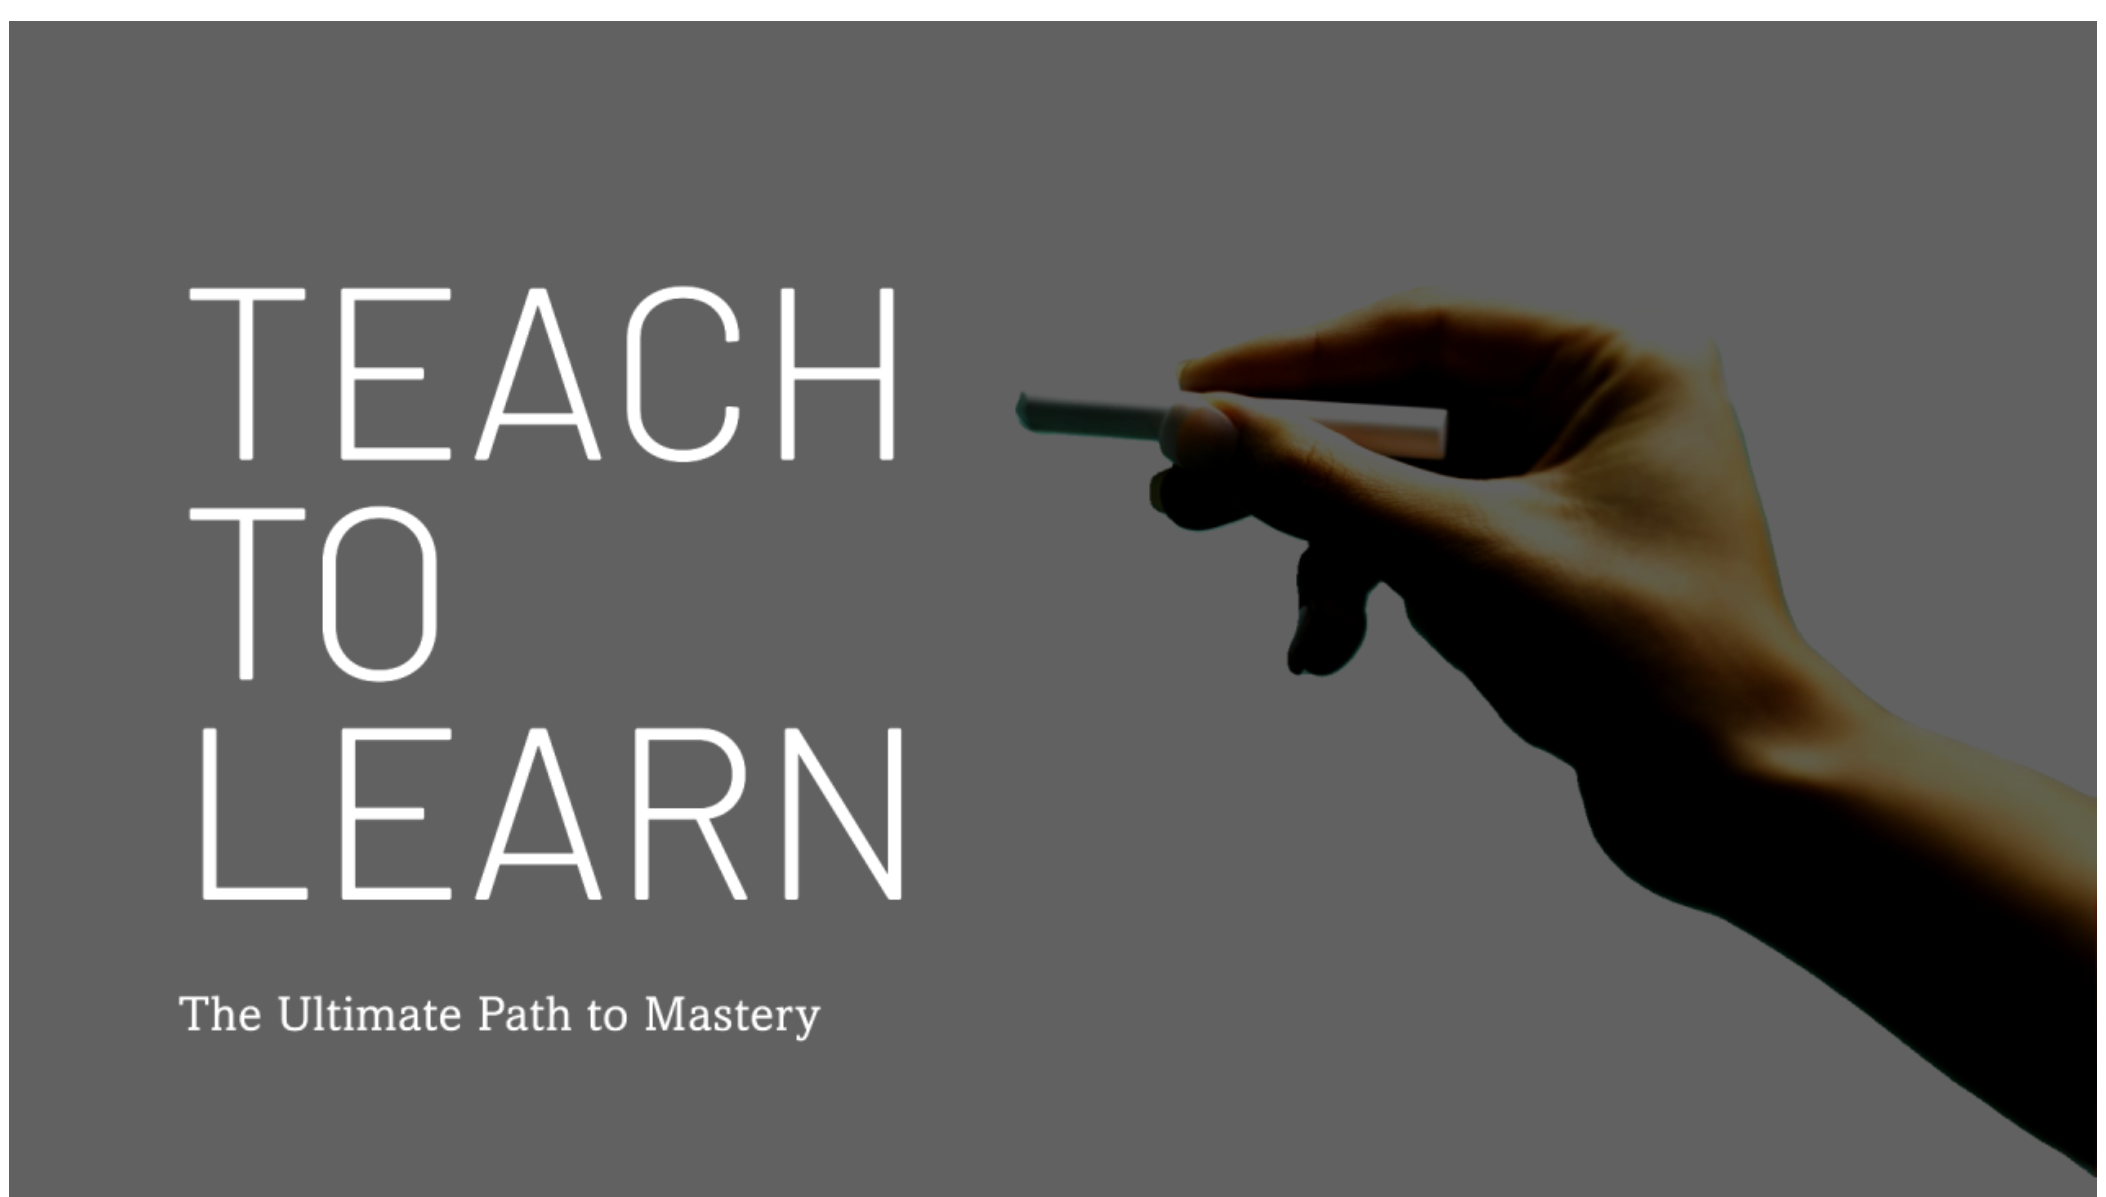 TEACH
TO
LEARN
The Ultimate Path to Mastery